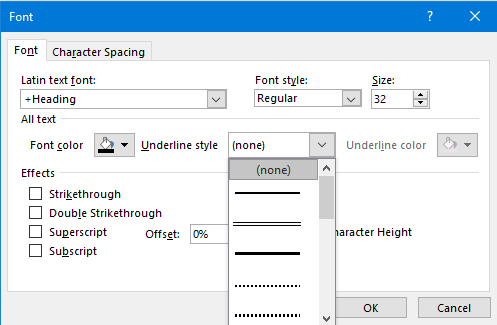 Font ?
Font Character Spacing
Latin text font: Font style: Size:
+Heading Regular 32
All text
Font color Underline style (none) Underline color
(none)
Effects
Strikethrough
Double Strikethrough
Superscript Offset: 0% haracter Height
Subscript
OK Cancel